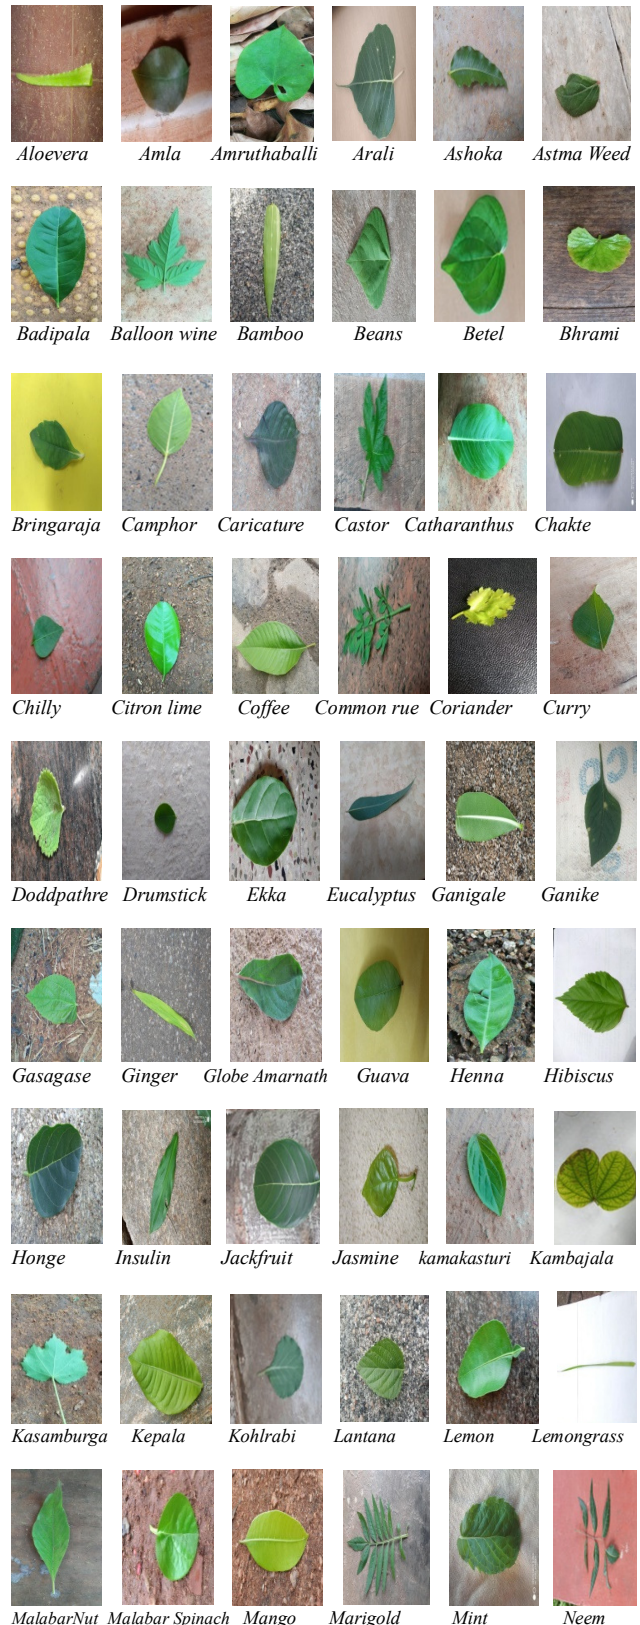 Aloevera Amla Amruthaballi Arali Ashoka Astma Weed
Badipala Balloon wine Bamboo Beans Betel Bhrami
Bringaraja Camphor Caricature Castor Catharanthus Chakte
Chilly Citron lime Coffee Common rue Coriander Curry
Doddpathre Drumstick Ekka Eucalyptus Ganigale Ganike
Gasagase Ginger Globe Amarnath Guava Henna Hibiscus
Honge Insulin Jackfruit Jasmine kamakasturi Kambajala
Kasamburga Kepala Kohlrabi Lantana Lemon Lemongrass
MalabarNut Malabar Spinach Mango Marigold Mint Neem